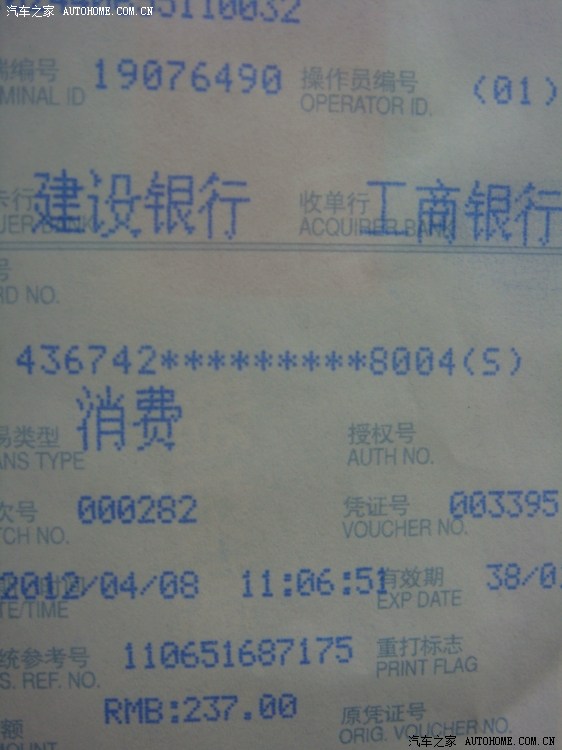 汽车之家 AUTOHOME.COM.CN
5110032
端编号 19076490 操作员编号 (01)
MINAL ID OPERATOR ID.
卡行 建设银行 收单行 工商银行
UER BANK ACQUIRER BANK
号
RD NO.
436742*********8004(S)
消费
易类型 授权号
ANS TYPE AUTH NO.
次号 000282 凭证号 003395
TCH NO. VOUCHER NO.
2012/04/08 11:06:51 有效期 38/0
TE/TIME EXP DATE
统参考号 110651687175 重打标志
S. REF. NO. PRINT FLAG
额 RMB:237.00 原凭证号
MOUNT ORIG. VOUCHER NO.
汽车之家 AUTOHOME.COM.CN